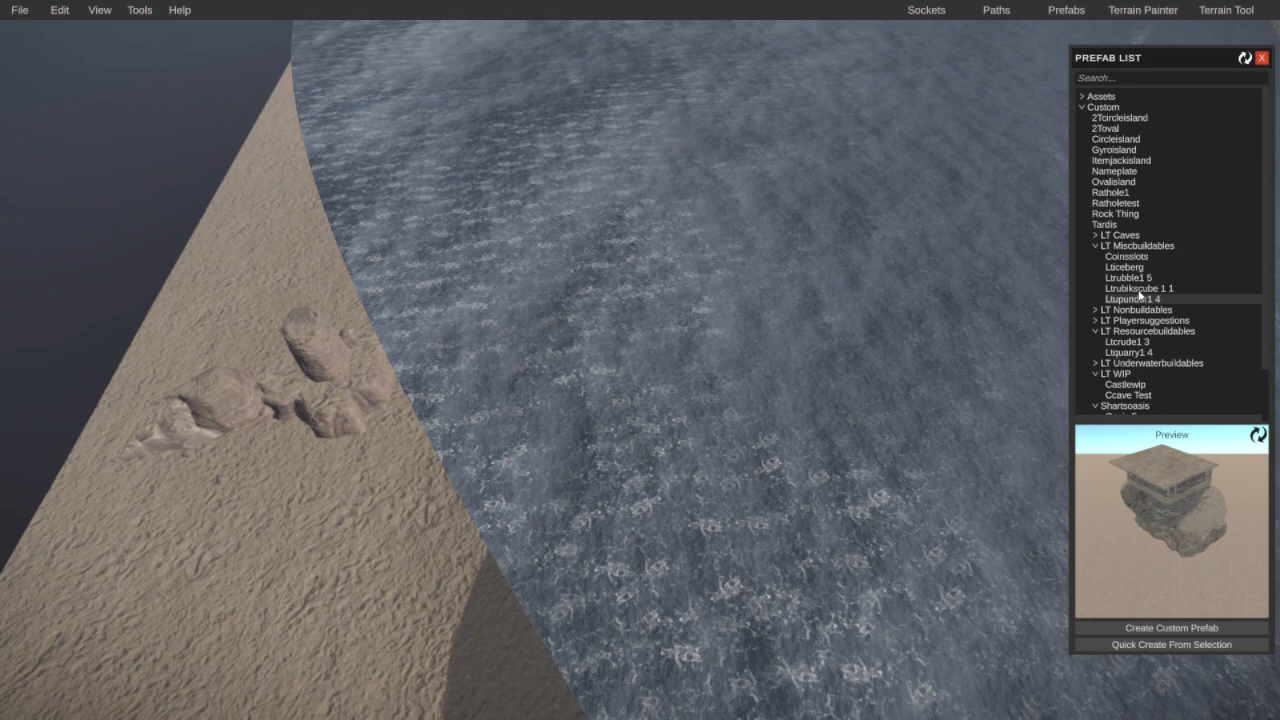 File Edit View Tools Help Sockets Paths Prefabs Terrain Painter Terrain Tool
PREFAB LIST X
Search...
> Assets
Custom
2Tcircleisland
2Toval
Circleisland
Gyroisland
Itemjackisland
Nameplate
Ovalisland
Rathole1
Ratholetest
Rock Thing
Tardis
> LT Caves
LT Miscbuildables
Coinsslots
Lticeberg
Ltrubble1 5
Ltrubikscube 1 1
> LT Nonbuildables
> LT Playersuggestions
LT Resourcebuildables
Ltcrude1 3
Ltquarry1 4
> LT Underwaterbuildables
LT WIP
Castlewip
Ccave Test
Shartsoasis
Preview
Create Custom Prefab
Quick Create From Selection